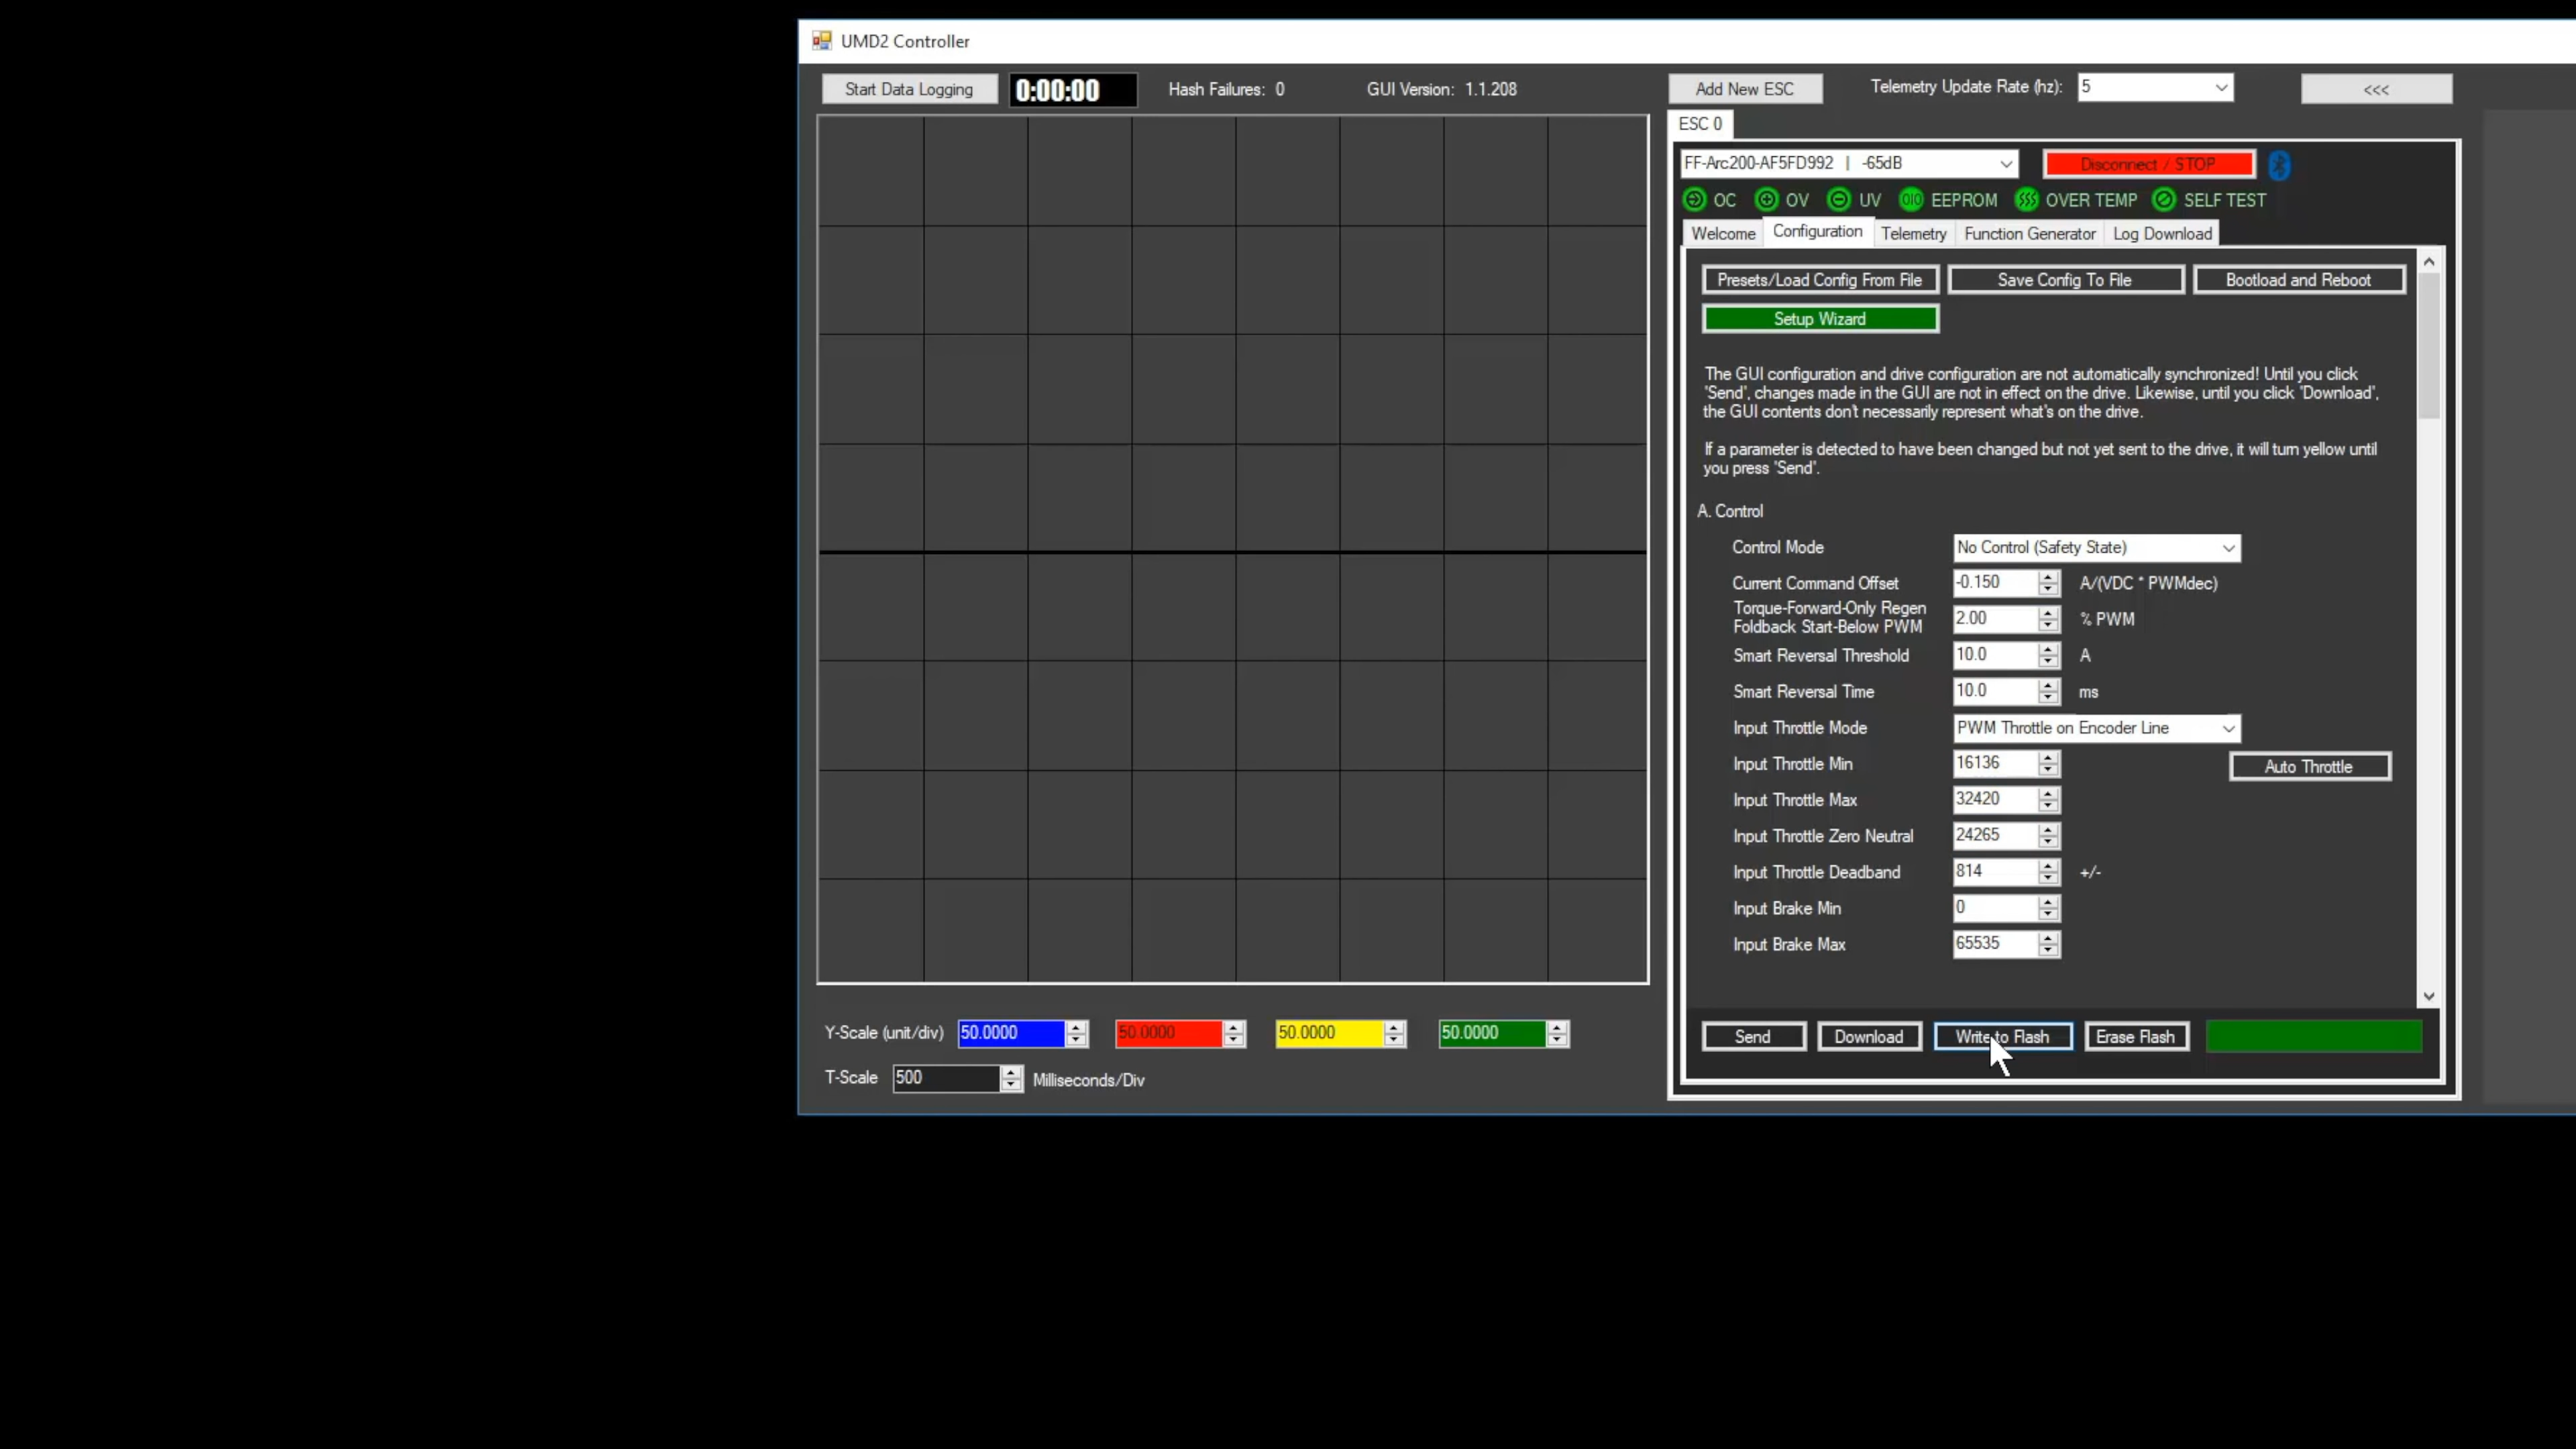 UMD2 Controller
Start Data Logging
0:00:00
Hash Failures: 0
GUI Version: 1.1.208
Add New ESC
Telemetry Update Rate (hz):
5
<<<
ESC 0
FF-Arc200-AF5FD992 | -65dB
Disconnect / STOP
OC
OV
UV
EEPROM
OVER TEMP
SELF TEST
Welcome
Configuration
Telemetry
Function Generator
Log Download
Presets/Load Config From File
Save Config To File
Bootload and Reboot
Setup Wizard
The GUI configuration and drive configuration are not automatically synchronized! Until you click
'Send', changes made in the GUI are not in effect on the drive. Likewise, until you click 'Download',
the GUI contents don't necessarily represent what's on the drive.
If a parameter is detected to have been changed but not yet sent to the drive, it will turn yellow until
you press 'Send'.
A. Control
Control Mode
No Control (Safety State)
Current Command Offset
-0.150
A/(VDC * PWMdec)
Torque-Forward-Only Regen
Foldback Start-Below PWM
2.00
% PWM
Smart Reversal Threshold
10.0
A
Smart Reversal Time
10.0
ms
Input Throttle Mode
PWM Throttle on Encoder Line
Input Throttle Min
16136
Auto Throttle
Input Throttle Max
32420
Input Throttle Zero Neutral
24265
Input Throttle Deadband
814
+/-
Input Brake Min
0
Input Brake Max
65535
Send
Download
Write to Flash
Erase Flash
Y-Scale (unit/div)
50.0000
50.0000
50.0000
50.0000
T-Scale
500
Milliseconds/Div